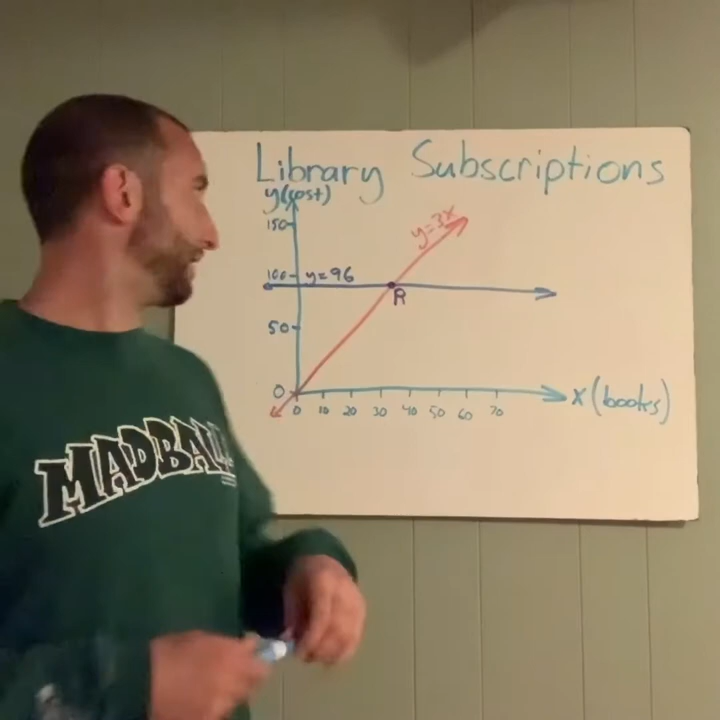 Library Subscriptions
y(cost)
150
y=3x
100
y=96
R
50
0
x (books)
0 10 20 30 40 50 60 70
MADBALL